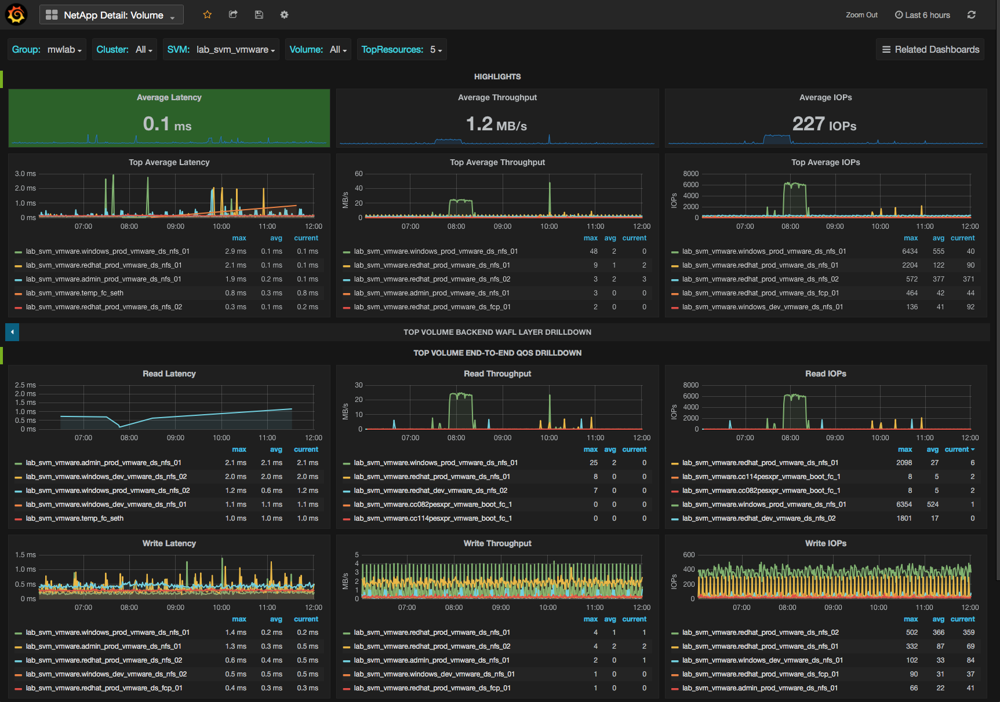 NetApp Detail: Volume
Zoom Out
Last 6 hours
Group: mwlab
Cluster: All
SVM: lab_svm_vmware
Volume: All
TopResources: 5
Related Dashboards
HIGHLIGHTS
Average Latency
0.1 ms
Average Throughput
1.2 MB/s
Average IOPs
227 IOPs
Top Average Latency
3.0 ms
2.0 ms
1.0 ms
0 ms
07:00 08:00 09:00 10:00 11:00 12:00
max avg current
lab_svm_vmware.windows_prod_vmware_ds_nfs_01 2.9 ms 0.1 ms 0.1 ms
lab_svm_vmware.redhat_prod_vmware_ds_nfs_01 2.1 ms 0.1 ms 0.1 ms
lab_svm_vmware.admin_prod_vmware_ds_nfs_01 1.9 ms 0.2 ms 0.1 ms
lab_svm_vmware.temp_fc_seth 0.8 ms 0.3 ms 0.8 ms
lab_svm_vmware.redhat_prod_vmware_ds_nfs_02 0.3 ms 0.1 ms 0.2 ms
Top Average Throughput
MB/s
60
40
20
0
07:00 08:00 09:00 10:00 11:00 12:00
max avg current
lab_svm_vmware.windows_prod_vmware_ds_nfs_01 48 2 0
lab_svm_vmware.redhat_prod_vmware_ds_nfs_01 9 1 2
lab_svm_vmware.redhat_prod_vmware_ds_nfs_02 3 2 3
lab_svm_vmware.admin_prod_vmware_ds_nfs_01 3 0 0
lab_svm_vmware.redhat_prod_vmware_ds_fcp_01 2 0 0
Top Average IOPs
IOPs
8000
6000
4000
2000
0
07:00 08:00 09:00 10:00 11:00 12:00
max avg current
lab_svm_vmware.windows_prod_vmware_ds_nfs_01 6434 555 40
lab_svm_vmware.redhat_prod_vmware_ds_nfs_01 2204 122 90
lab_svm_vmware.redhat_prod_vmware_ds_nfs_02 572 377 371
lab_svm_vmware.redhat_prod_vmware_ds_fcp_01 464 42 44
lab_svm_vmware.windows_dev_vmware_ds_nfs_01 136 41 92
TOP VOLUME BACKEND WAFL LAYER DRILLDOWN
TOP VOLUME END-TO-END QOS DRILLDOWN
Read Latency
2.5 ms
2.0 ms
1.5 ms
1.0 ms
0.5 ms
0 ms
07:00 08:00 09:00 10:00 11:00 12:00
max avg current
lab_svm_vmware.admin_prod_vmware_ds_nfs_01 2.1 ms 2.1 ms 2.1 ms
lab_svm_vmware.windows_dev_vmware_ds_nfs_02 2.0 ms 2.0 ms 2.0 ms
lab_svm_vmware.windows_prod_vmware_ds_nfs_02 1.2 ms 0.6 ms 1.2 ms
lab_svm_vmware.windows_dev_vmware_ds_nfs_01 1.1 ms 1.1 ms 1.1 ms
lab_svm_vmware.temp_fc_seth 1.0 ms 1.0 ms 1.0 ms
Read Throughput
MB/s
30
20
10
0
07:00 08:00 09:00 10:00 11:00 12:00
max avg current
lab_svm_vmware.windows_prod_vmware_ds_nfs_01 25 2 0
lab_svm_vmware.redhat_prod_vmware_ds_nfs_01 8 0 0
lab_svm_vmware.redhat_dev_vmware_ds_nfs_02 7 0 0
lab_svm_vmware.cc082pesxpr_vmware_boot_fc_1 0 0 0
lab_svm_vmware.cc114pesxpr_vmware_boot_fc_1 0 0 0
Read IOPs
IOPs
8000
6000
4000
2000
0
07:00 08:00 09:00 10:00 11:00 12:00
max avg current
lab_svm_vmware.redhat_prod_vmware_ds_nfs_01 2098 27 6
lab_svm_vmware.cc114pesxpr_vmware_boot_fc_1 8 5 2
lab_svm_vmware.cc082pesxpr_vmware_boot_fc_1 8 5 2
lab_svm_vmware.windows_prod_vmware_ds_nfs_01 6354 524 1
lab_svm_vmware.redhat_dev_vmware_ds_nfs_02 1801 17 0
Write Latency
1.5 ms
1.0 ms
0.5 ms
0 ms
07:00 08:00 09:00 10:00 11:00 12:00
max avg current
lab_svm_vmware.windows_prod_vmware_ds_nfs_01 1.4 ms 0.2 ms 0.2 ms
lab_svm_vmware.admin_prod_vmware_ds_nfs_01 1.3 ms 0.3 ms 0.5 ms
lab_svm_vmware.redhat_prod_vmware_ds_nfs_02 0.6 ms 0.4 ms 0.5 ms
lab_svm_vmware.windows_dev_vmware_ds_nfs_02 0.5 ms 0.5 ms 0.5 ms
lab_svm_vmware.redhat_prod_vmware_ds_fcp_01 0.4 ms 0.3 ms 0.3 ms
Write Throughput
MB/s
5
4
3
2
1
0
07:00 08:00 09:00 10:00 11:00 12:00
max avg current
lab_svm_vmware.redhat_prod_vmware_ds_nfs_01 4 1 1
lab_svm_vmware.redhat_prod_vmware_ds_nfs_02 4 2 2
lab_svm_vmware.admin_prod_vmware_ds_nfs_01 2 0 1
lab_svm_vmware.windows_dev_vmware_ds_nfs_01 1 0 0
lab_svm_vmware.redhat_prod_vmware_ds_fcp_01 1 0 0
Write IOPs
IOPs
600
400
200
0
07:00 08:00 09:00 10:00 11:00 12:00
max avg current
lab_svm_vmware.redhat_prod_vmware_ds_nfs_02 502 366 359
lab_svm_vmware.redhat_prod_vmware_ds_nfs_01 332 87 69
lab_svm_vmware.windows_dev_vmware_ds_nfs_01 102 33 84
lab_svm_vmware.redhat_prod_vmware_ds_fcp_01 90 31 37
lab_svm_vmware.admin_prod_vmware_ds_nfs_01 66 22 41